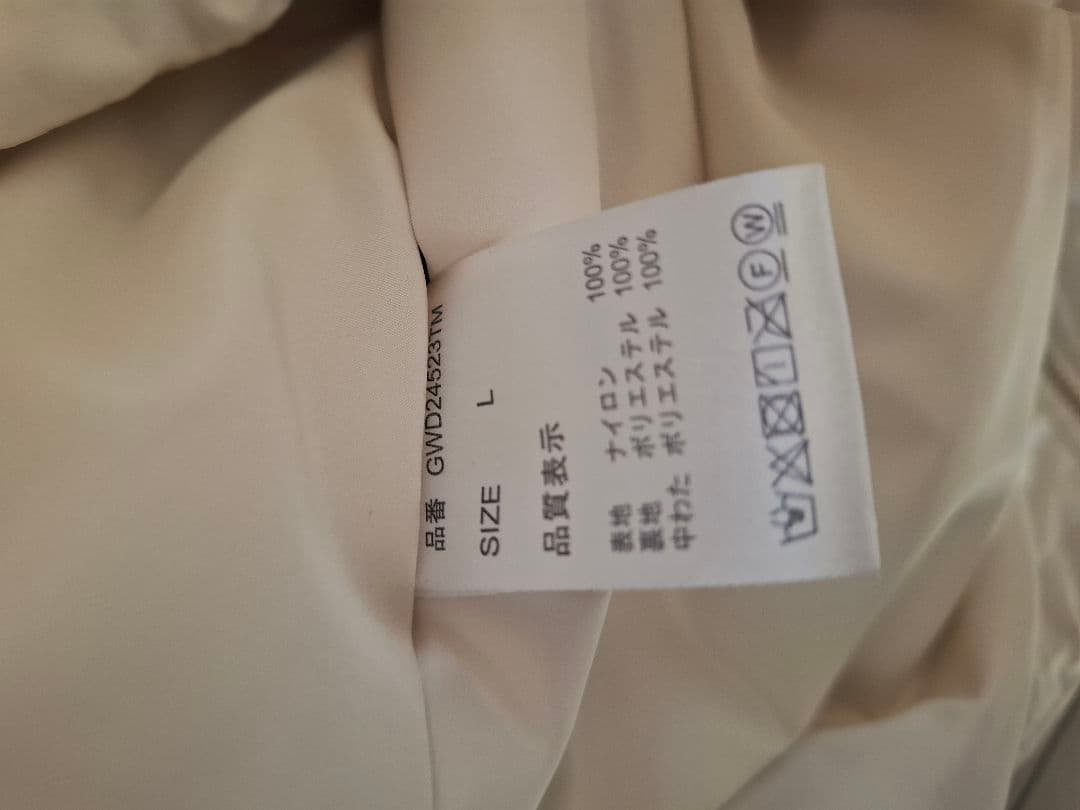 品番 GWD24523TM
SIZE L
品質表示
表地 ナイロン 100%
裏地 ポリエステル 100%
中わた ポリエステル 100%
F W